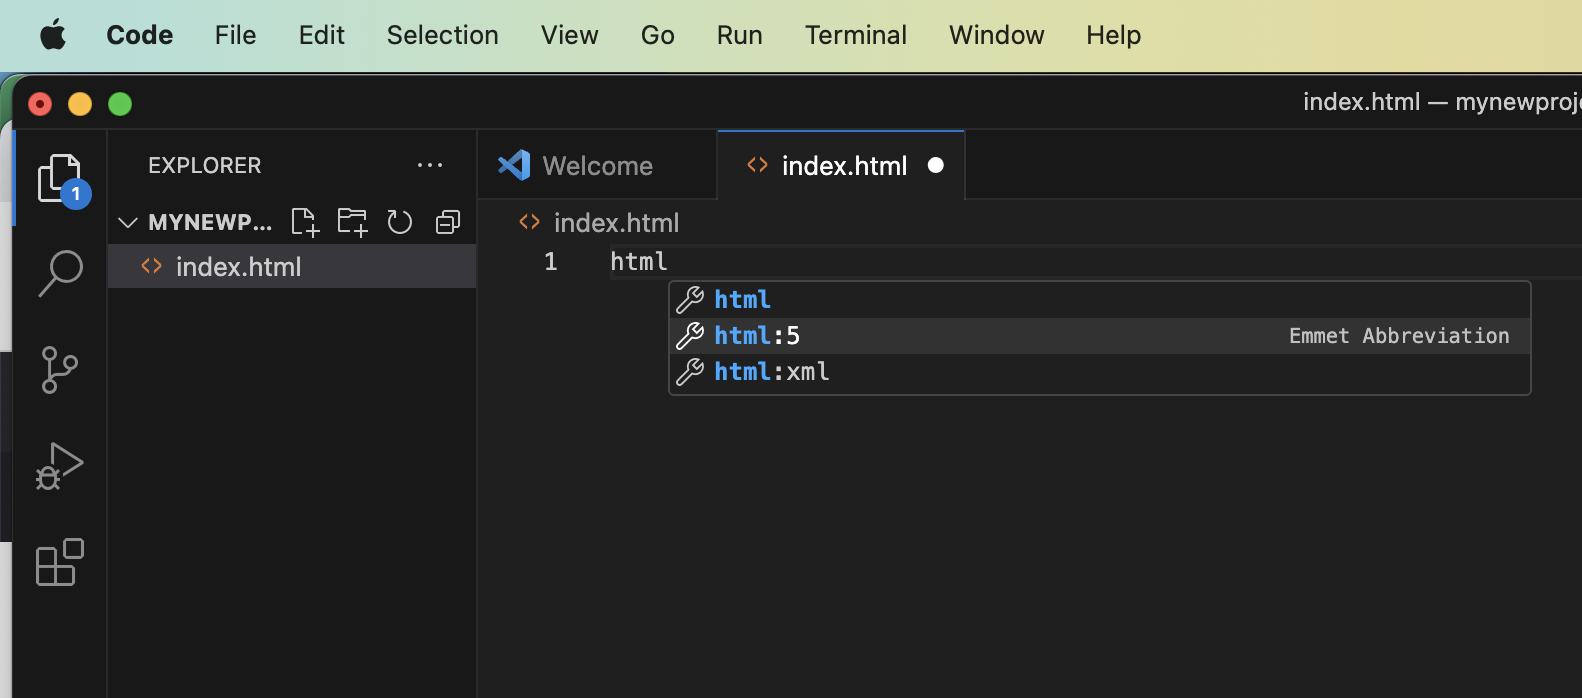 Code File Edit Selection View Go Run Terminal Window Help
index.html — mynewproje
1
EXPLORER
Welcome
index.html
MYNEWP...
index.html
index.html
1 html
html
html:5 Emmet Abbreviation
html:xml